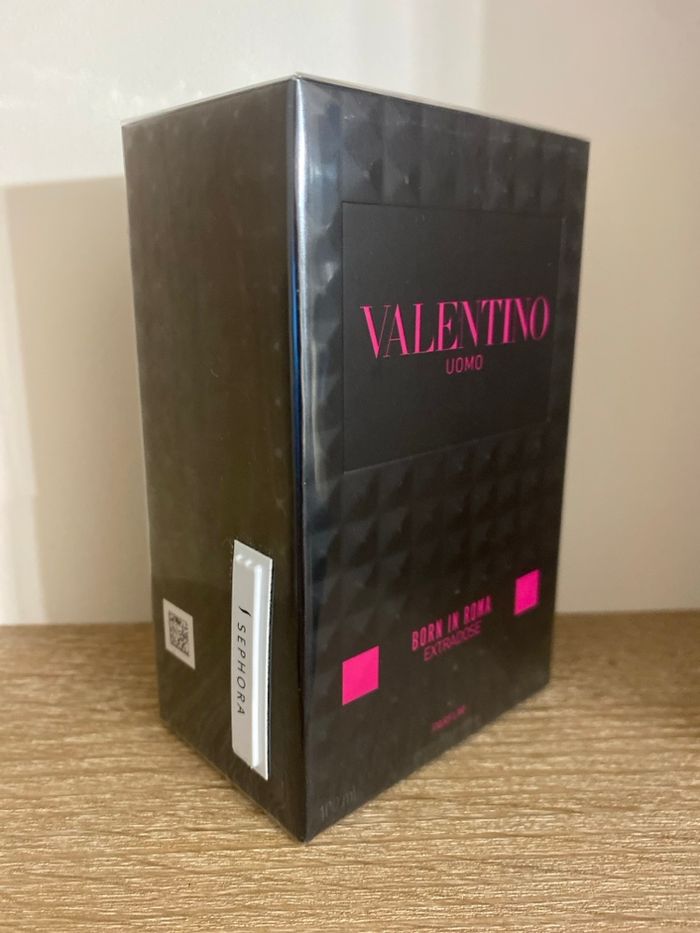 VALENTINO
UOMO
BORN IN ROMA
EXTRADOSE
PARFUM
SEPHORA